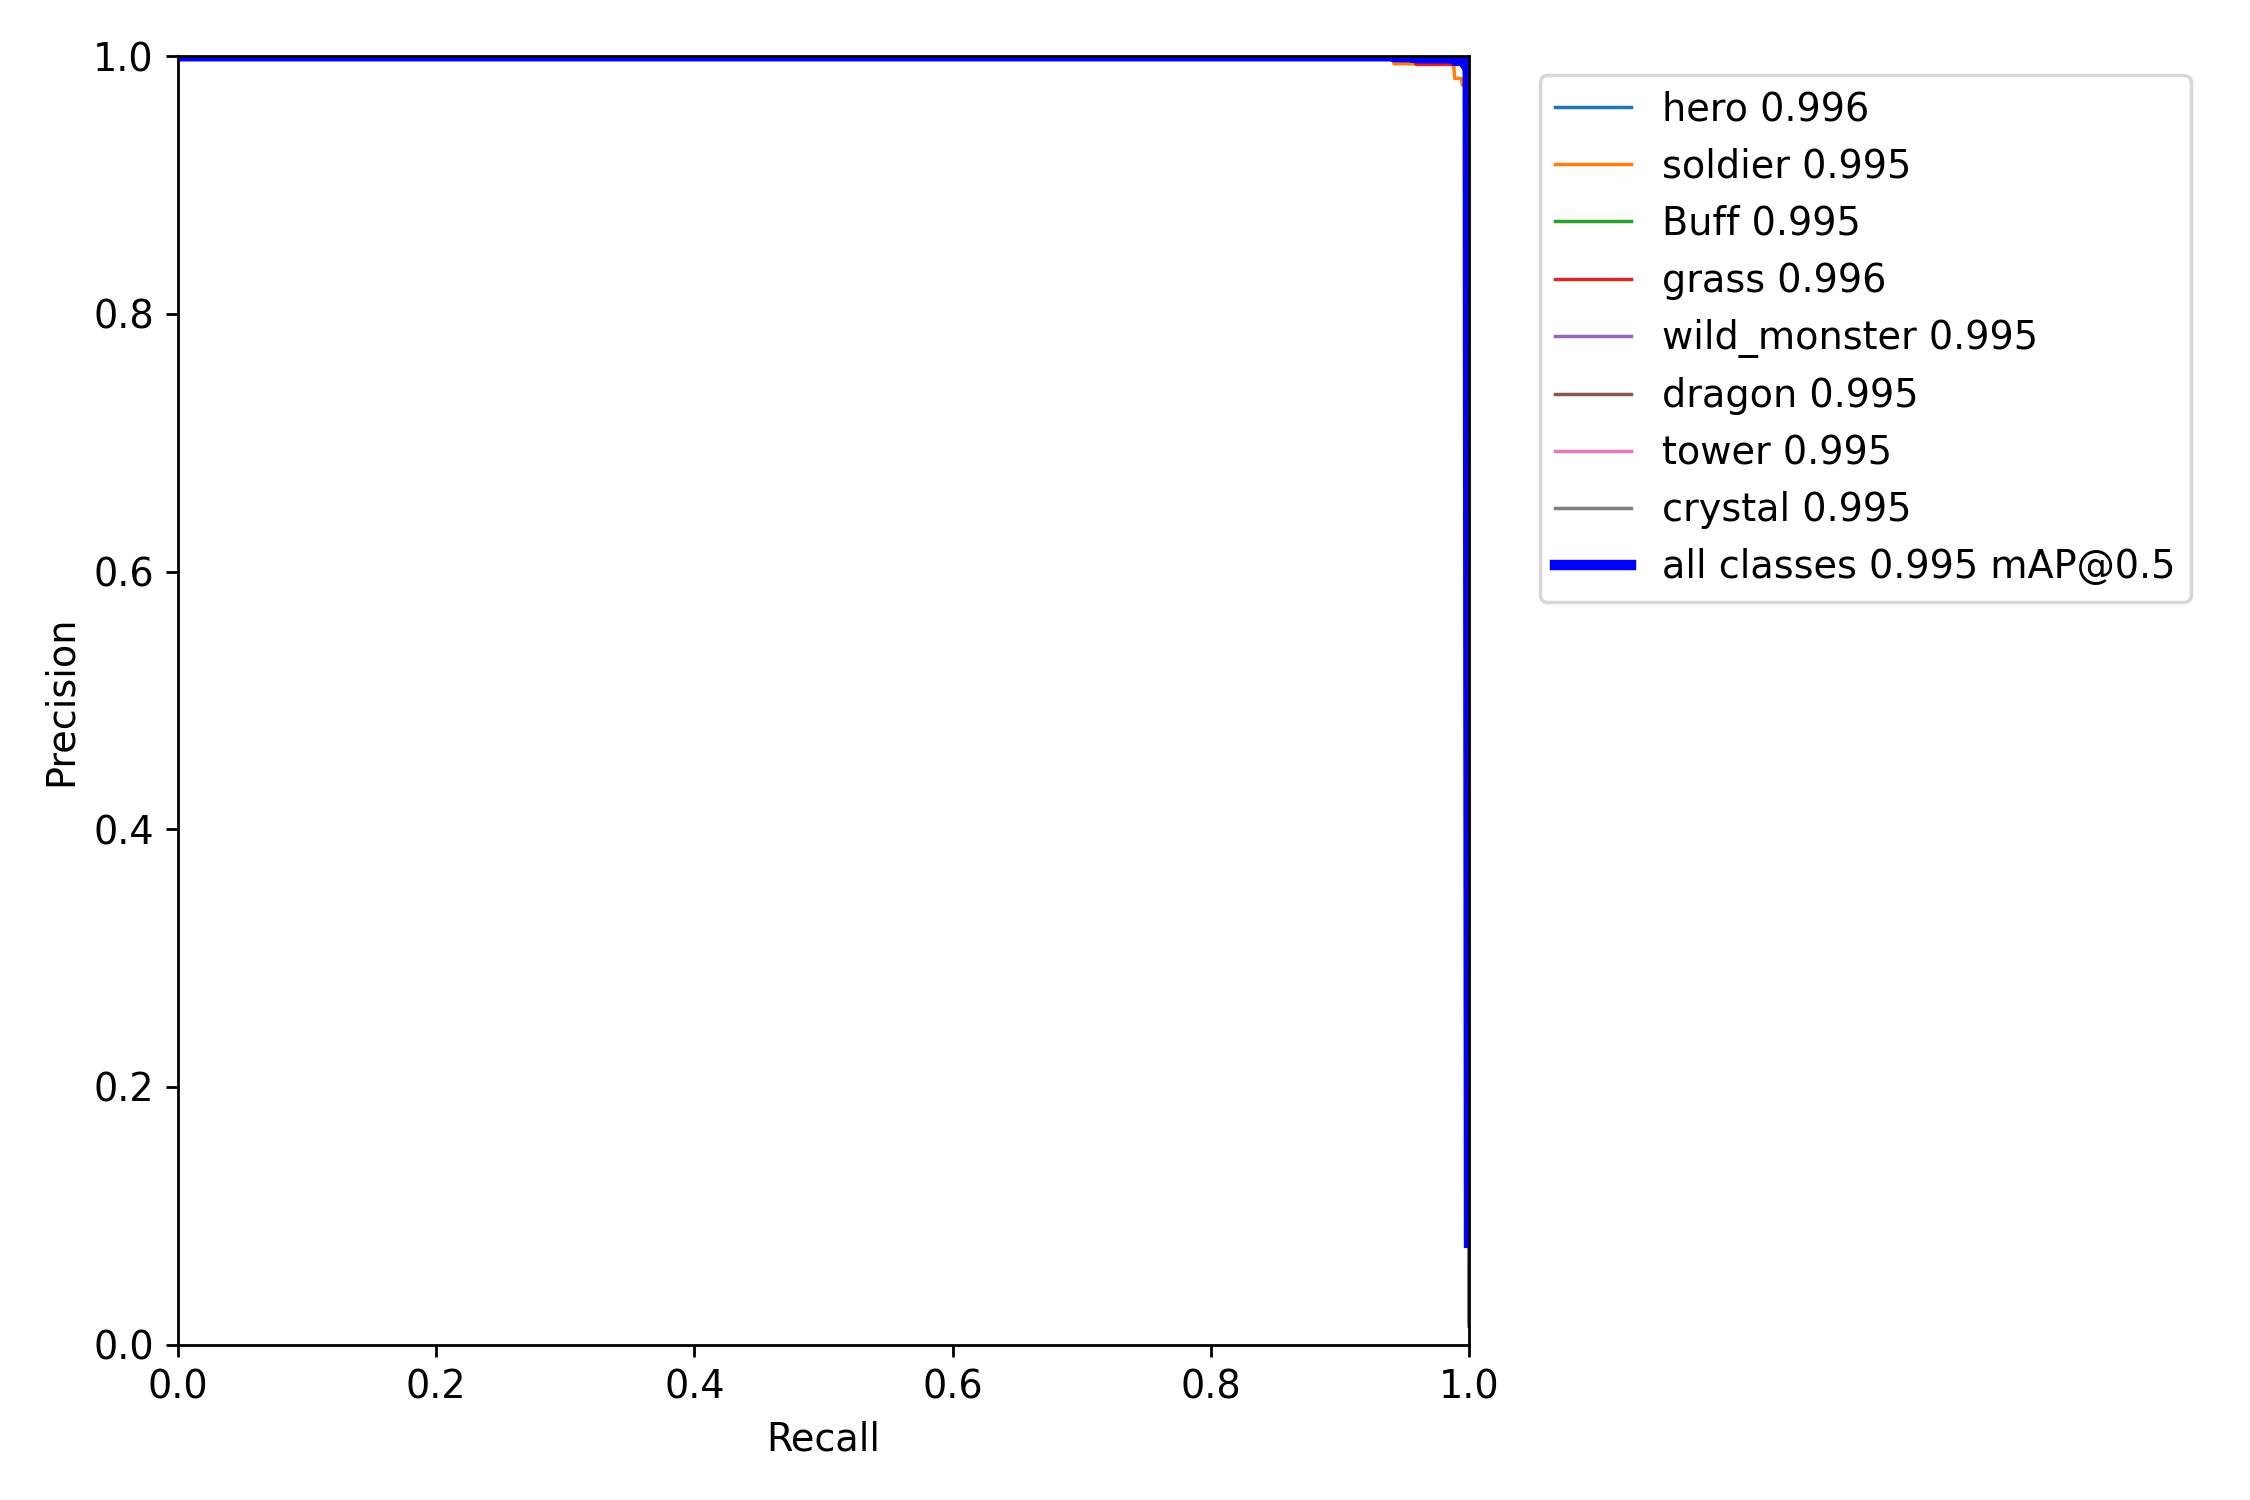 1.0
0.8
0.6
0.4
0.2
0.0
Precision
0.0 0.2 0.4 0.6 0.8 1.0
Recall
hero 0.996
soldier 0.995
Buff 0.995
grass 0.996
wild_monster 0.995
dragon 0.995
tower 0.995
crystal 0.995
all classes 0.995 mAP@0.5